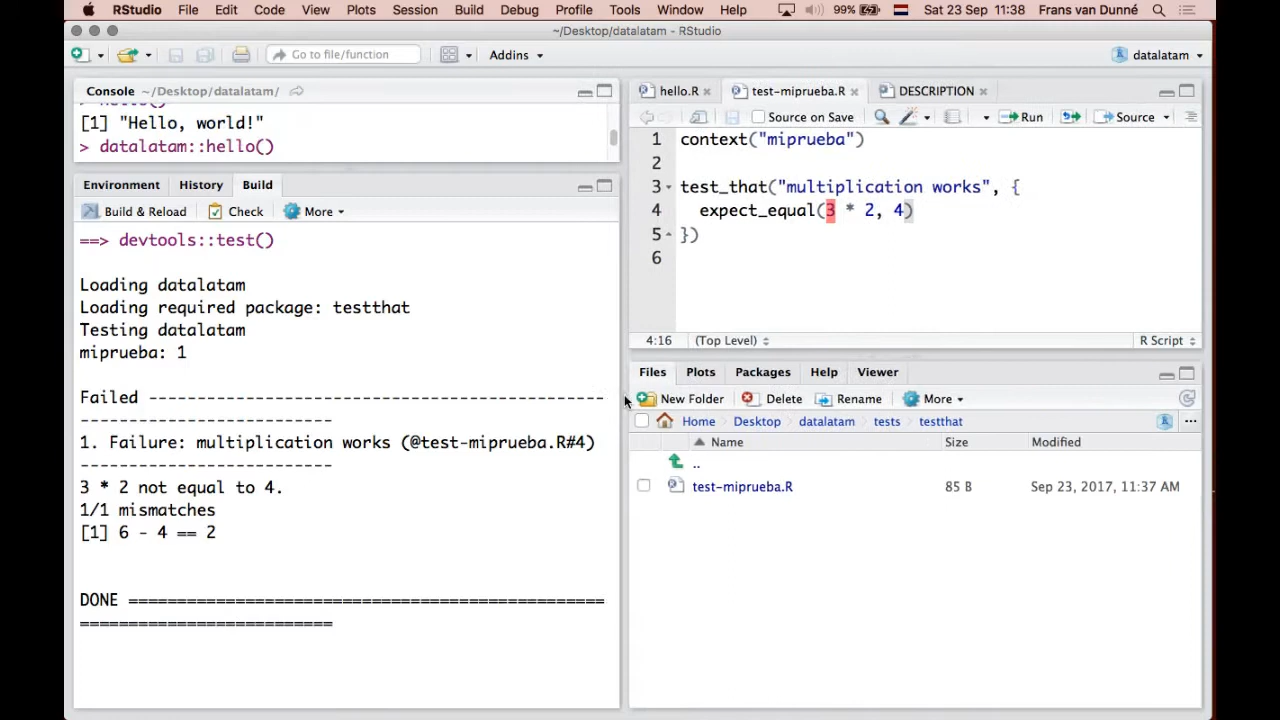 RStudio File Edit Code View Plots Session Build Debug Profile Tools Window Help 99% Sat 23 Sep 11:38 Frans van Dunné
~/Desktop/datalatam - RStudio
Go to file/function Addins datalatam
Console ~/Desktop/datalatam/
> hello()
[1] "Hello, world!"
> datalatam::hello()
Environment History Build
Build & Reload Check More
==> devtools::test()
Loading datalatam
Loading required package: testthat
Testing datalatam
miprueba: 1
Failed -----------------------------------------------
--------------------------
1. Failure: multiplication works (@test-miprueba.R#4)
--------------------------
3 * 2 not equal to 4.
1/1 mismatches
[1] 6 - 4 == 2
DONE =================================================
==========================
hello.R test-miprueba.R DESCRIPTION
Source on Save Run Source
1 context("miprueba")
2
3 test_that("multiplication works", {
4 expect_equal(3 * 2, 4)
5 })
6
4:16 (Top Level) R Script
Files Plots Packages Help Viewer
New Folder Delete Rename More
Home Desktop datalatam tests testthat ...
Name Size Modified
..
test-miprueba.R 85 B Sep 23, 2017, 11:37 AM